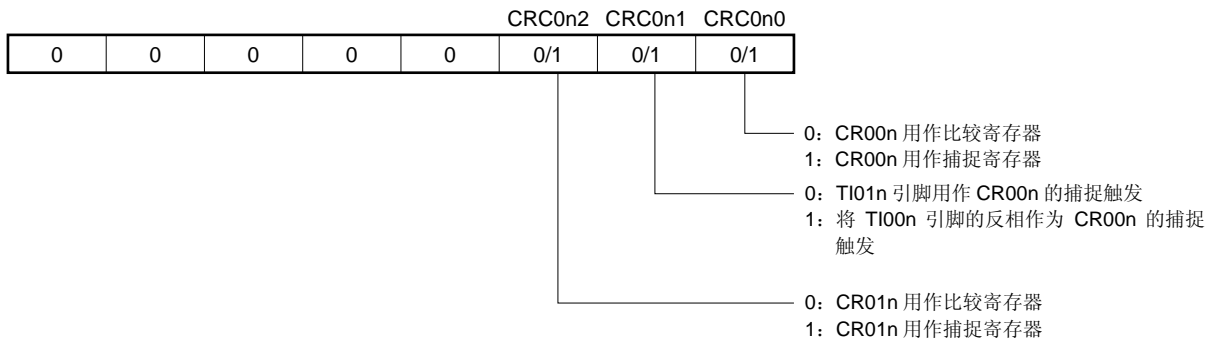 CRC0n2 CRC0n1 CRC0n0
0 0 0 0 0 0/1 0/1 0/1
0：CR00n 用作比较寄存器
1：CR00n 用作捕捉寄存器
0：TI01n 引脚用作 CR00n 的捕捉触发
1：将 TI00n 引脚的反相作为 CR00n 的捕捉
触发
0：CR01n 用作比较寄存器
1：CR01n 用作捕捉寄存器